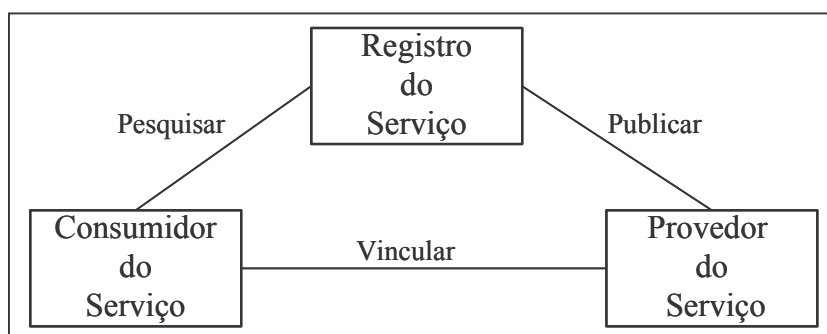 Registro
do
Serviço
Pesquisar
Publicar
Consumidor
do
Serviço
Vincular
Provedor
do
Serviço